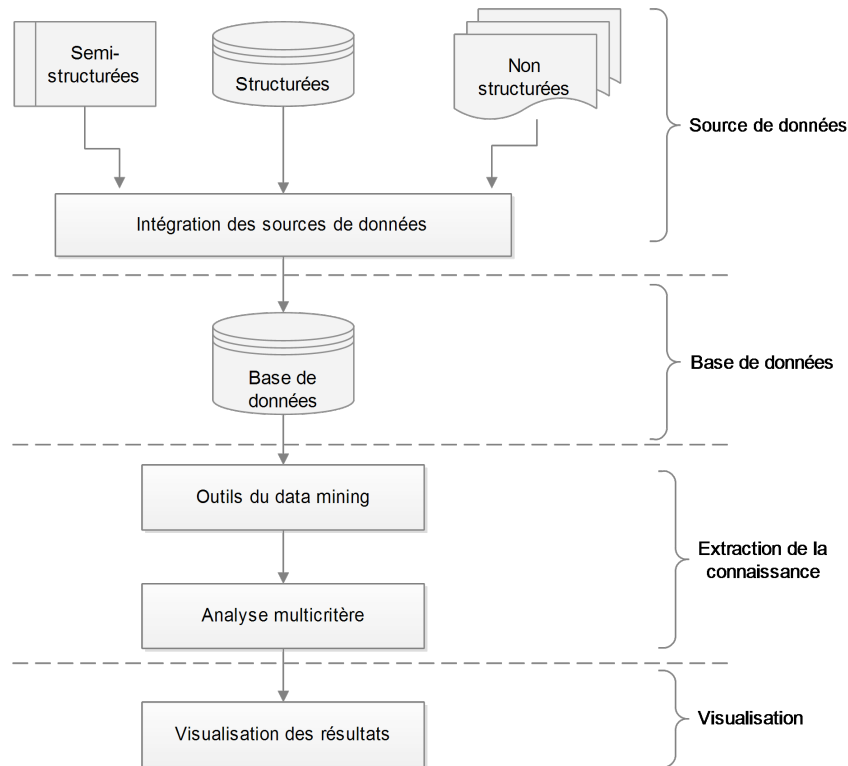 Semi-
structurées
Structurées
Non
structurées
Source de données
Intégration des sources de données
Base de
données
Base de données
Outils du data mining
Extraction de la
connaissance
Analyse multicritère
Visualisation
Visualisation des résultats